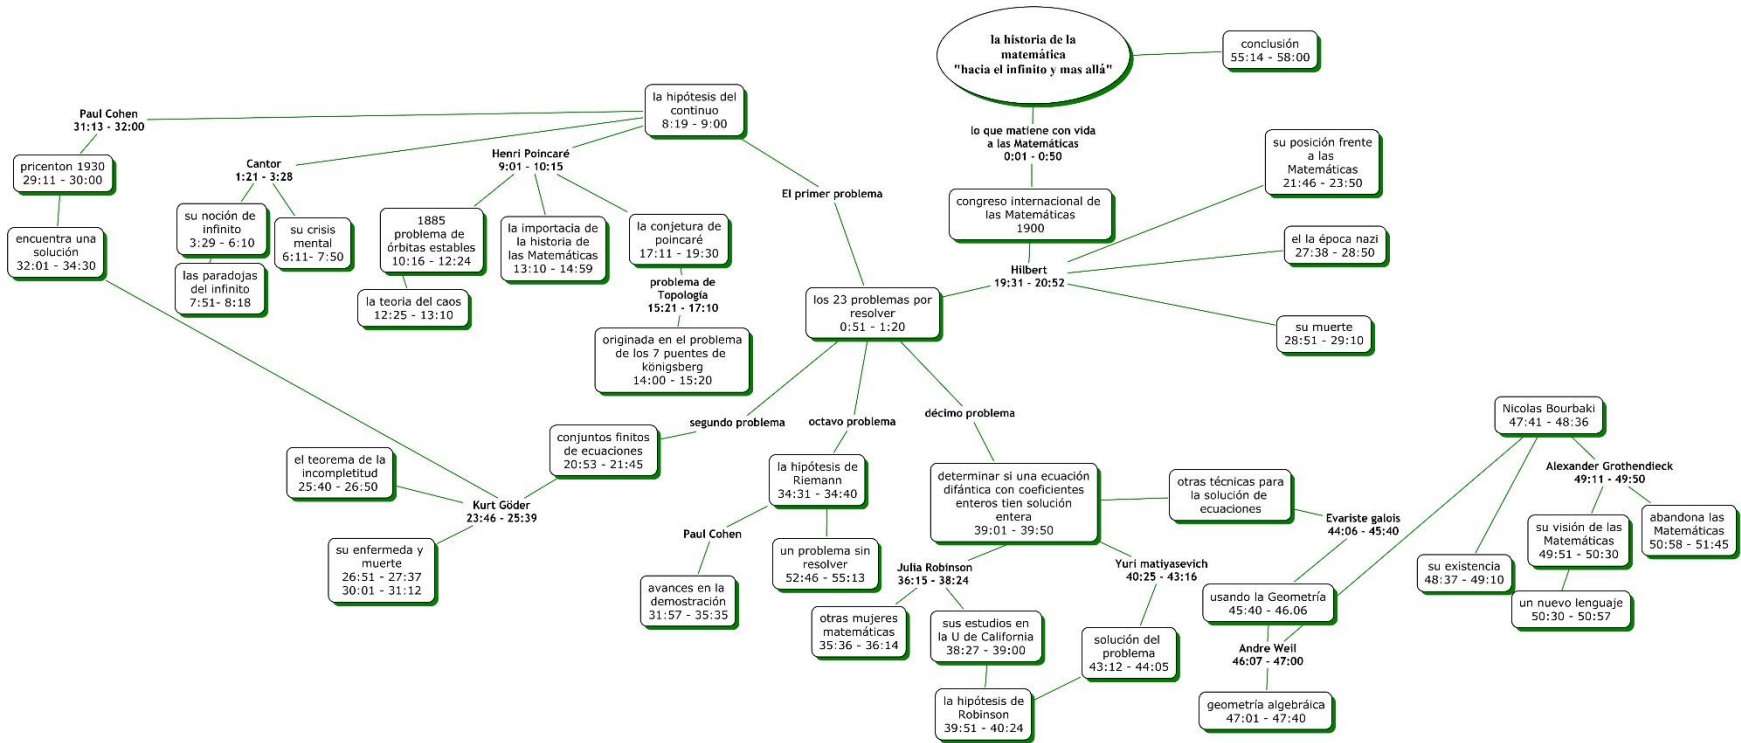 la historia de la
matemática
"hacia el infinito y mas allá"
conclusión
55:14 - 58:00
lo que matiene con vida
a las Matemáticas
0:01 - 0:50
congreso internacional de
las Matemáticas
1900
Hilbert
19:31 - 20:52
su posición frente
a las
Matemáticas
21:46 - 23:50
el la época nazi
27:38 - 28:50
su muerte
28:51 - 29:10
los 23 problemas por
resolver
0:51 - 1:20
El primer problema
la hipótesis del
continuo
8:19 - 9:00
Paul Cohen
31:13 - 32:00
pricenton 1930
29:11 - 30:00
encuentra una
solución
32:01 - 34:30
Cantor
1:21 - 3:28
su noción de
infinito
3:29 - 6:10
las paradojas
del infinito
7:51- 8:18
su crisis
mental
6:11- 7:50
Henri Poincaré
9:01 - 10:15
1885
problema de
órbitas estables
10:16 - 12:24
la teoria del caos
12:25 - 13:10
la importacia de
la historia de
las Matemáticas
13:10 - 14:59
la conjetura de
poincaré
17:11 - 19:30
problema de
Topología
15:21 - 17:10
originada en el problema
de los 7 puentes de
königsberg
14:00 - 15:20
segundo problema
conjuntos finitos
de ecuaciones
20:53 - 21:45
Kurt Göder
23:46 - 25:39
el teorema de la
incompletitud
25:40 - 26:50
su enfermeda y
muerte
26:51 - 27:37
30:01 - 31:12
octavo problema
la hipótesis de
Riemann
34:31 - 34:40
Paul Cohen
avances en la
demostración
31:57 - 35:35
un problema sin
resolver
52:46 - 55:13
décimo problema
determinar si una ecuación
difántica con coeficientes
enteros tien solución
entera
39:01 - 39:50
Julia Robinson
36:15 - 38:24
otras mujeres
matemáticas
35:36 - 36:14
sus estudios en
la U de California
38:27 - 39:00
la hipótesis de
Robinson
39:51 - 40:24
Yuri matiyasevich
40:25 - 43:16
solución del
problema
43:12 - 44:05
otras técnicas para
la solución de
ecuaciones
Evariste galois
44:06 - 45:40
usando la Geometría
45:40 - 46.06
Andre Weil
46:07 - 47:00
geometría algebráica
47:01 - 47:40
Nicolas Bourbaki
47:41 - 48:36
su existencia
48:37 - 49:10
Alexander Grothendieck
49:11 - 49:50
su visión de las
Matemáticas
49:51 - 50:30
un nuevo lenguaje
50:30 - 50:57
abandona las
Matemáticas
50:58 - 51:45